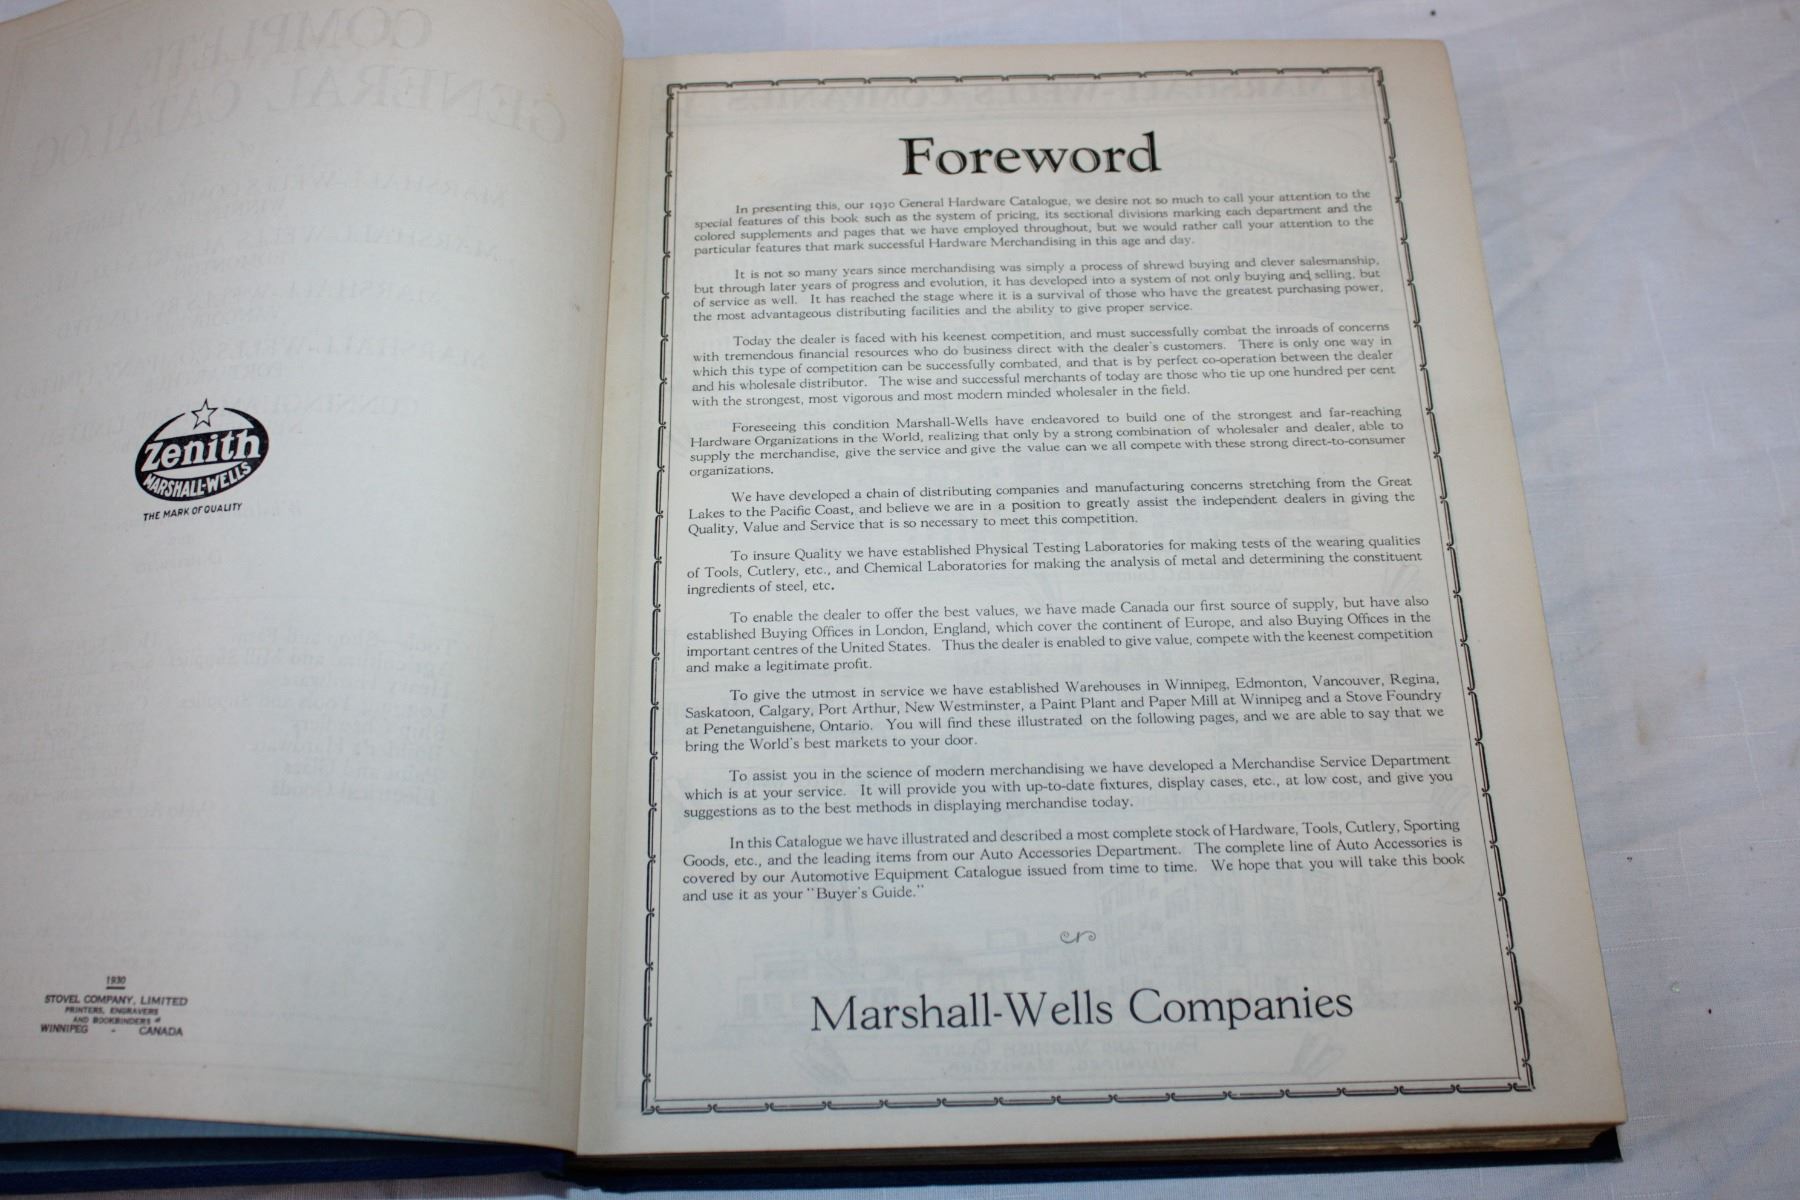 Zenith
MARSHALL-WELLS
THE MARK OF QUALITY
1930
STOVEL COMPANY, LIMITED
PRINTERS, ENGRAVERS
AND BOOKBINDERS
WINNIPEG - CANADA
Foreword
In presenting this, our 1930 General Hardware Catalogue, we desire not so much to call your attention to the
special features of this book such as the system of pricing, its sectional divisions marking each department and the
colored supplements and pages that we have employed throughout, but we would rather call your attention to the
particular features that mark successful Hardware Merchandising in this age and day.
It is not so many years since merchandising was simply a process of shrewd buying and clever salesmanship,
but through later years of progress and evolution, it has developed into a system of not only buying and selling, but
of service as well. It has reached the stage where it is a survival of those who have the greatest purchasing power,
the most advantageous distributing facilities and the ability to give proper service.
Today the dealer is faced with his keenest competition, and must successfully combat the inroads of concerns
with tremendous financial resources who do business direct with the dealer's customers. There is only one way in
which this type of competition can be successfully combated, and that is by perfect co-operation between the dealer
and his wholesale distributor. The wise and successful merchants of today are those who tie up one hundred per cent
with the strongest, most vigorous and most modern minded wholesaler in the field.
Foreseeing this condition Marshall-Wells have endeavored to build one of the strongest and far-reaching
Hardware Organizations in the World, realizing that only by a strong combination of wholesaler and dealer, able to
supply the merchandise, give the service and give the value can we all compete with these strong direct-to-consumer
organizations.
We have developed a chain of distributing companies and manufacturing concerns stretching from the Great
Lakes to the Pacific Coast, and believe we are in a position to greatly assist the independent dealers in giving the
Quality, Value and Service that is so necessary to meet this competition.
To insure Quality we have established Physical Testing Laboratories for making tests of the wearing qualities
of Tools, Cutlery, etc., and Chemical Laboratories for making the analysis of metal and determining the constituent
ingredients of steel, etc.
To enable the dealer to offer the best values, we have made Canada our first source of supply, but have also
established Buying Offices in London, England, which cover the continent of Europe, and also Buying Offices in the
important centres of the United States. Thus the dealer is enabled to give value, compete with the keenest competition
and make a legitimate profit.
To give the utmost in service we have established Warehouses in Winnipeg, Edmonton, Vancouver, Regina,
Saskatoon, Calgary, Port Arthur, New Westminster, a Paint Plant and Paper Mill at Winnipeg and a Stove Foundry
at Penetanguishene, Ontario. You will find these illustrated on the following pages, and we are able to say that we
bring the World's best markets to your door.
To assist you in the science of modern merchandising we have developed a Merchandise Service Department
which is at your service. It will provide you with up-to-date fixtures, display cases, etc., at low cost, and give you
suggestions as to the best methods in displaying merchandise today.
In this Catalogue we have illustrated and described a most complete stock of Hardware, Tools, Cutlery, Sporting
Goods, etc., and the leading items from our Auto Accessories Department. The complete line of Auto Accessories is
covered by our Automotive Equipment Catalogue issued from time to time. We hope that you will take this book
and use it as your "Buyer's Guide."
Marshall-Wells Companies